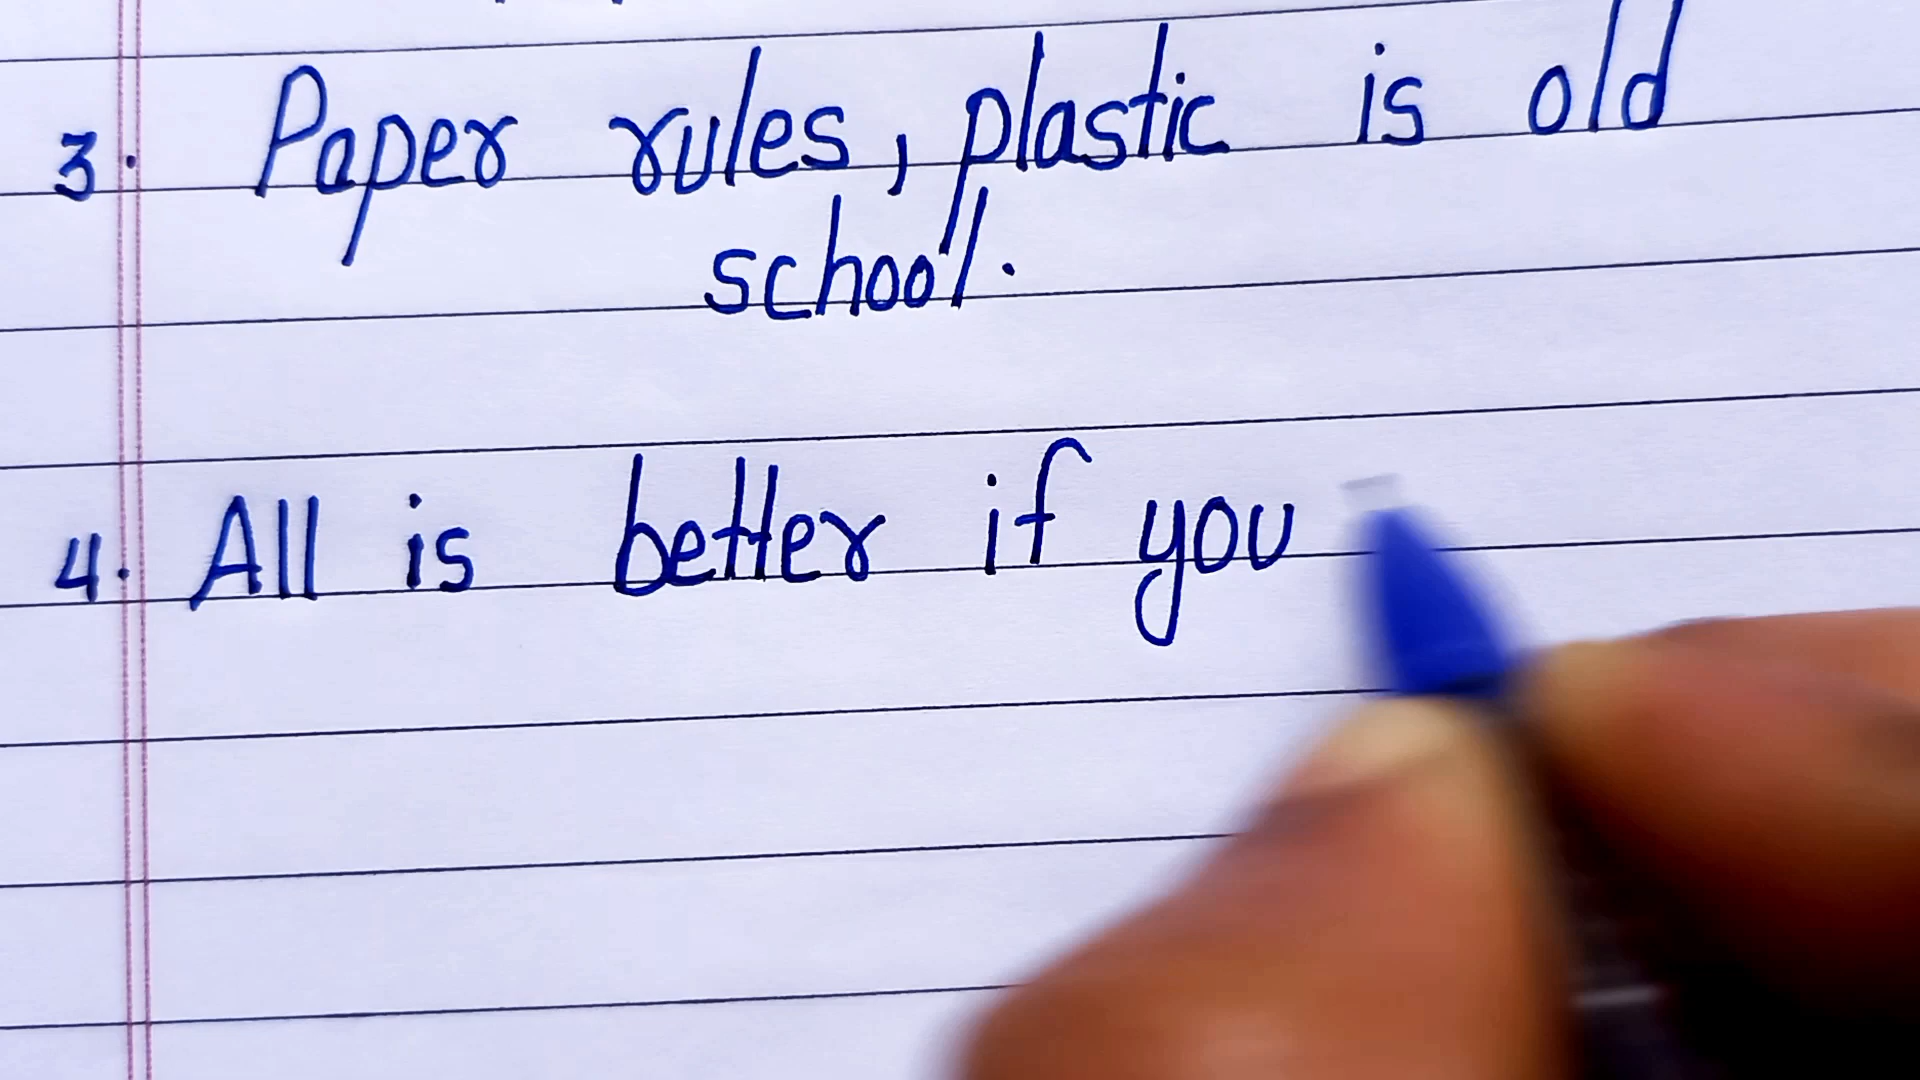 3. Paper rules, plastic is old
school.
4. All is better if you